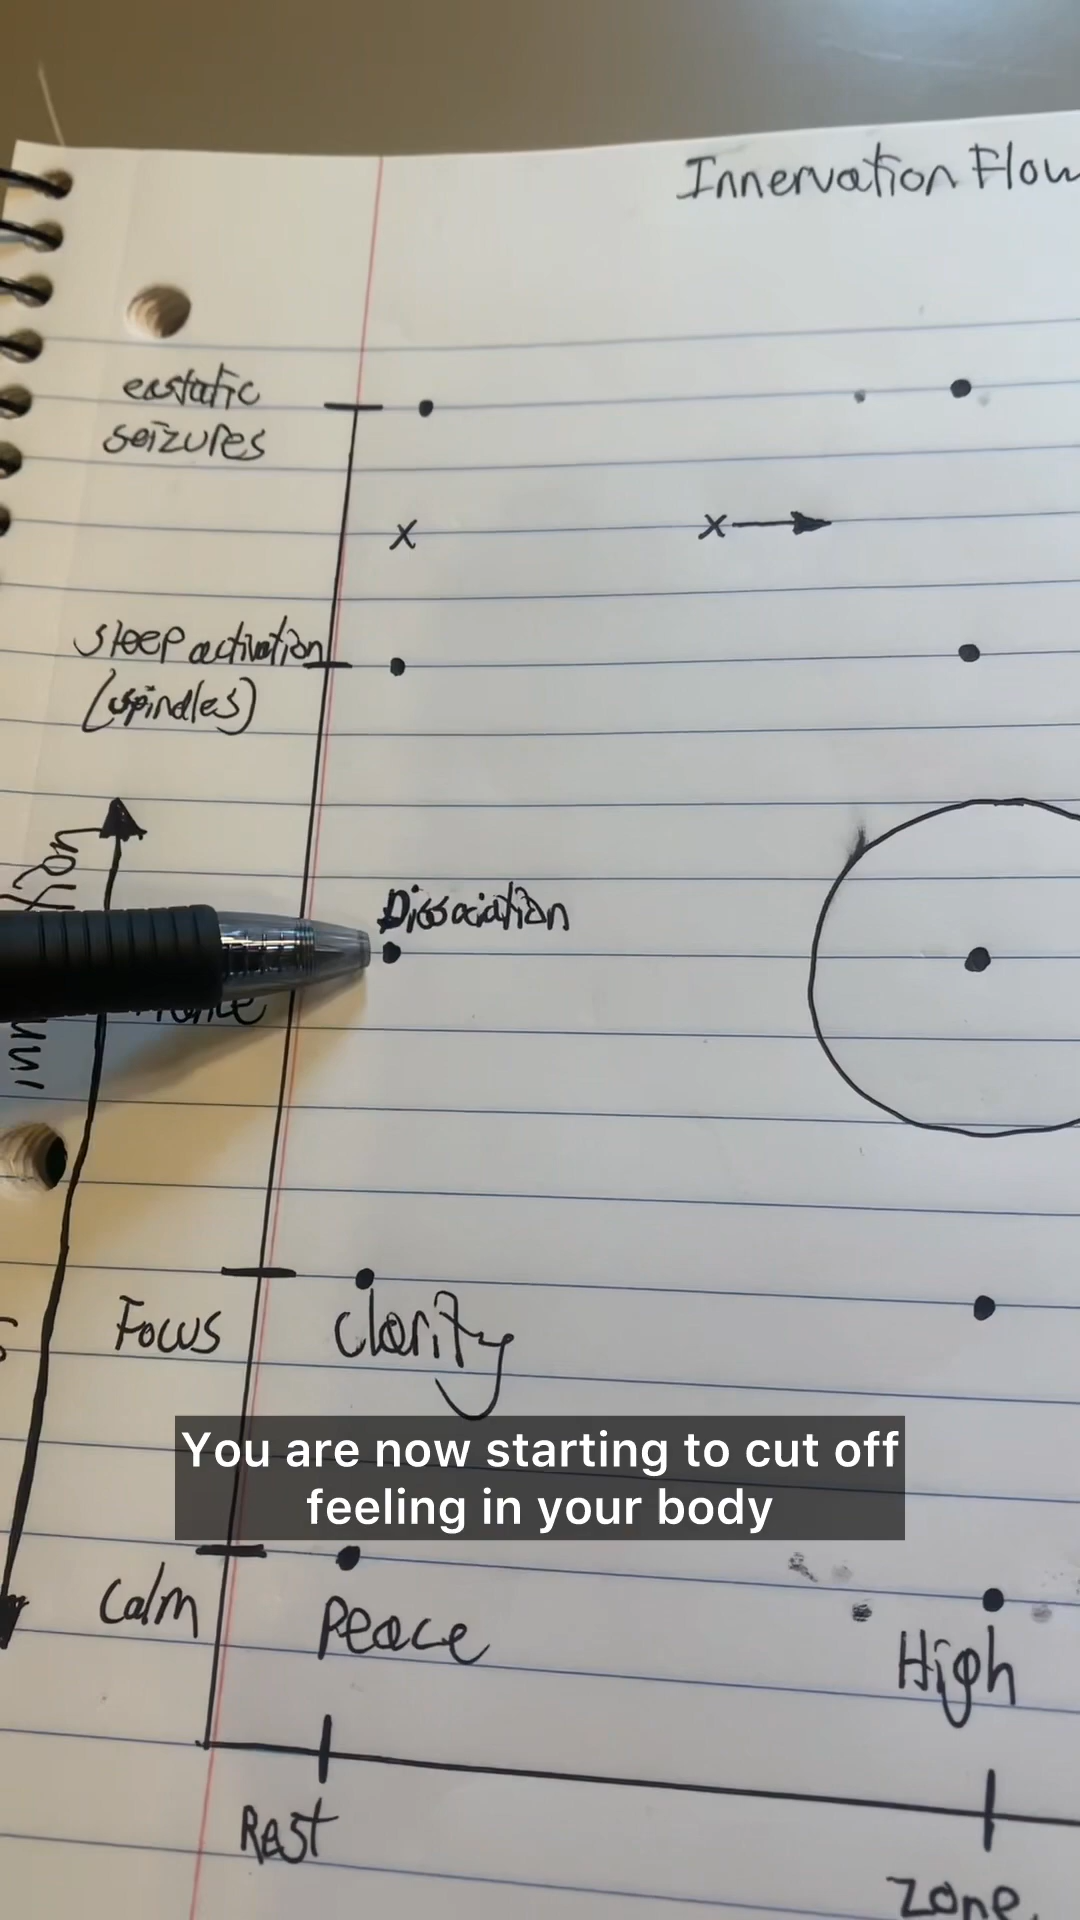 Innervation Flow
ecstatic
seizures
x
x
sleep activation
(spindles)
Dissociation
Focus
Clarity
You are now starting to cut off
feeling in your body
Calm
Peace
High
Rest
Zone